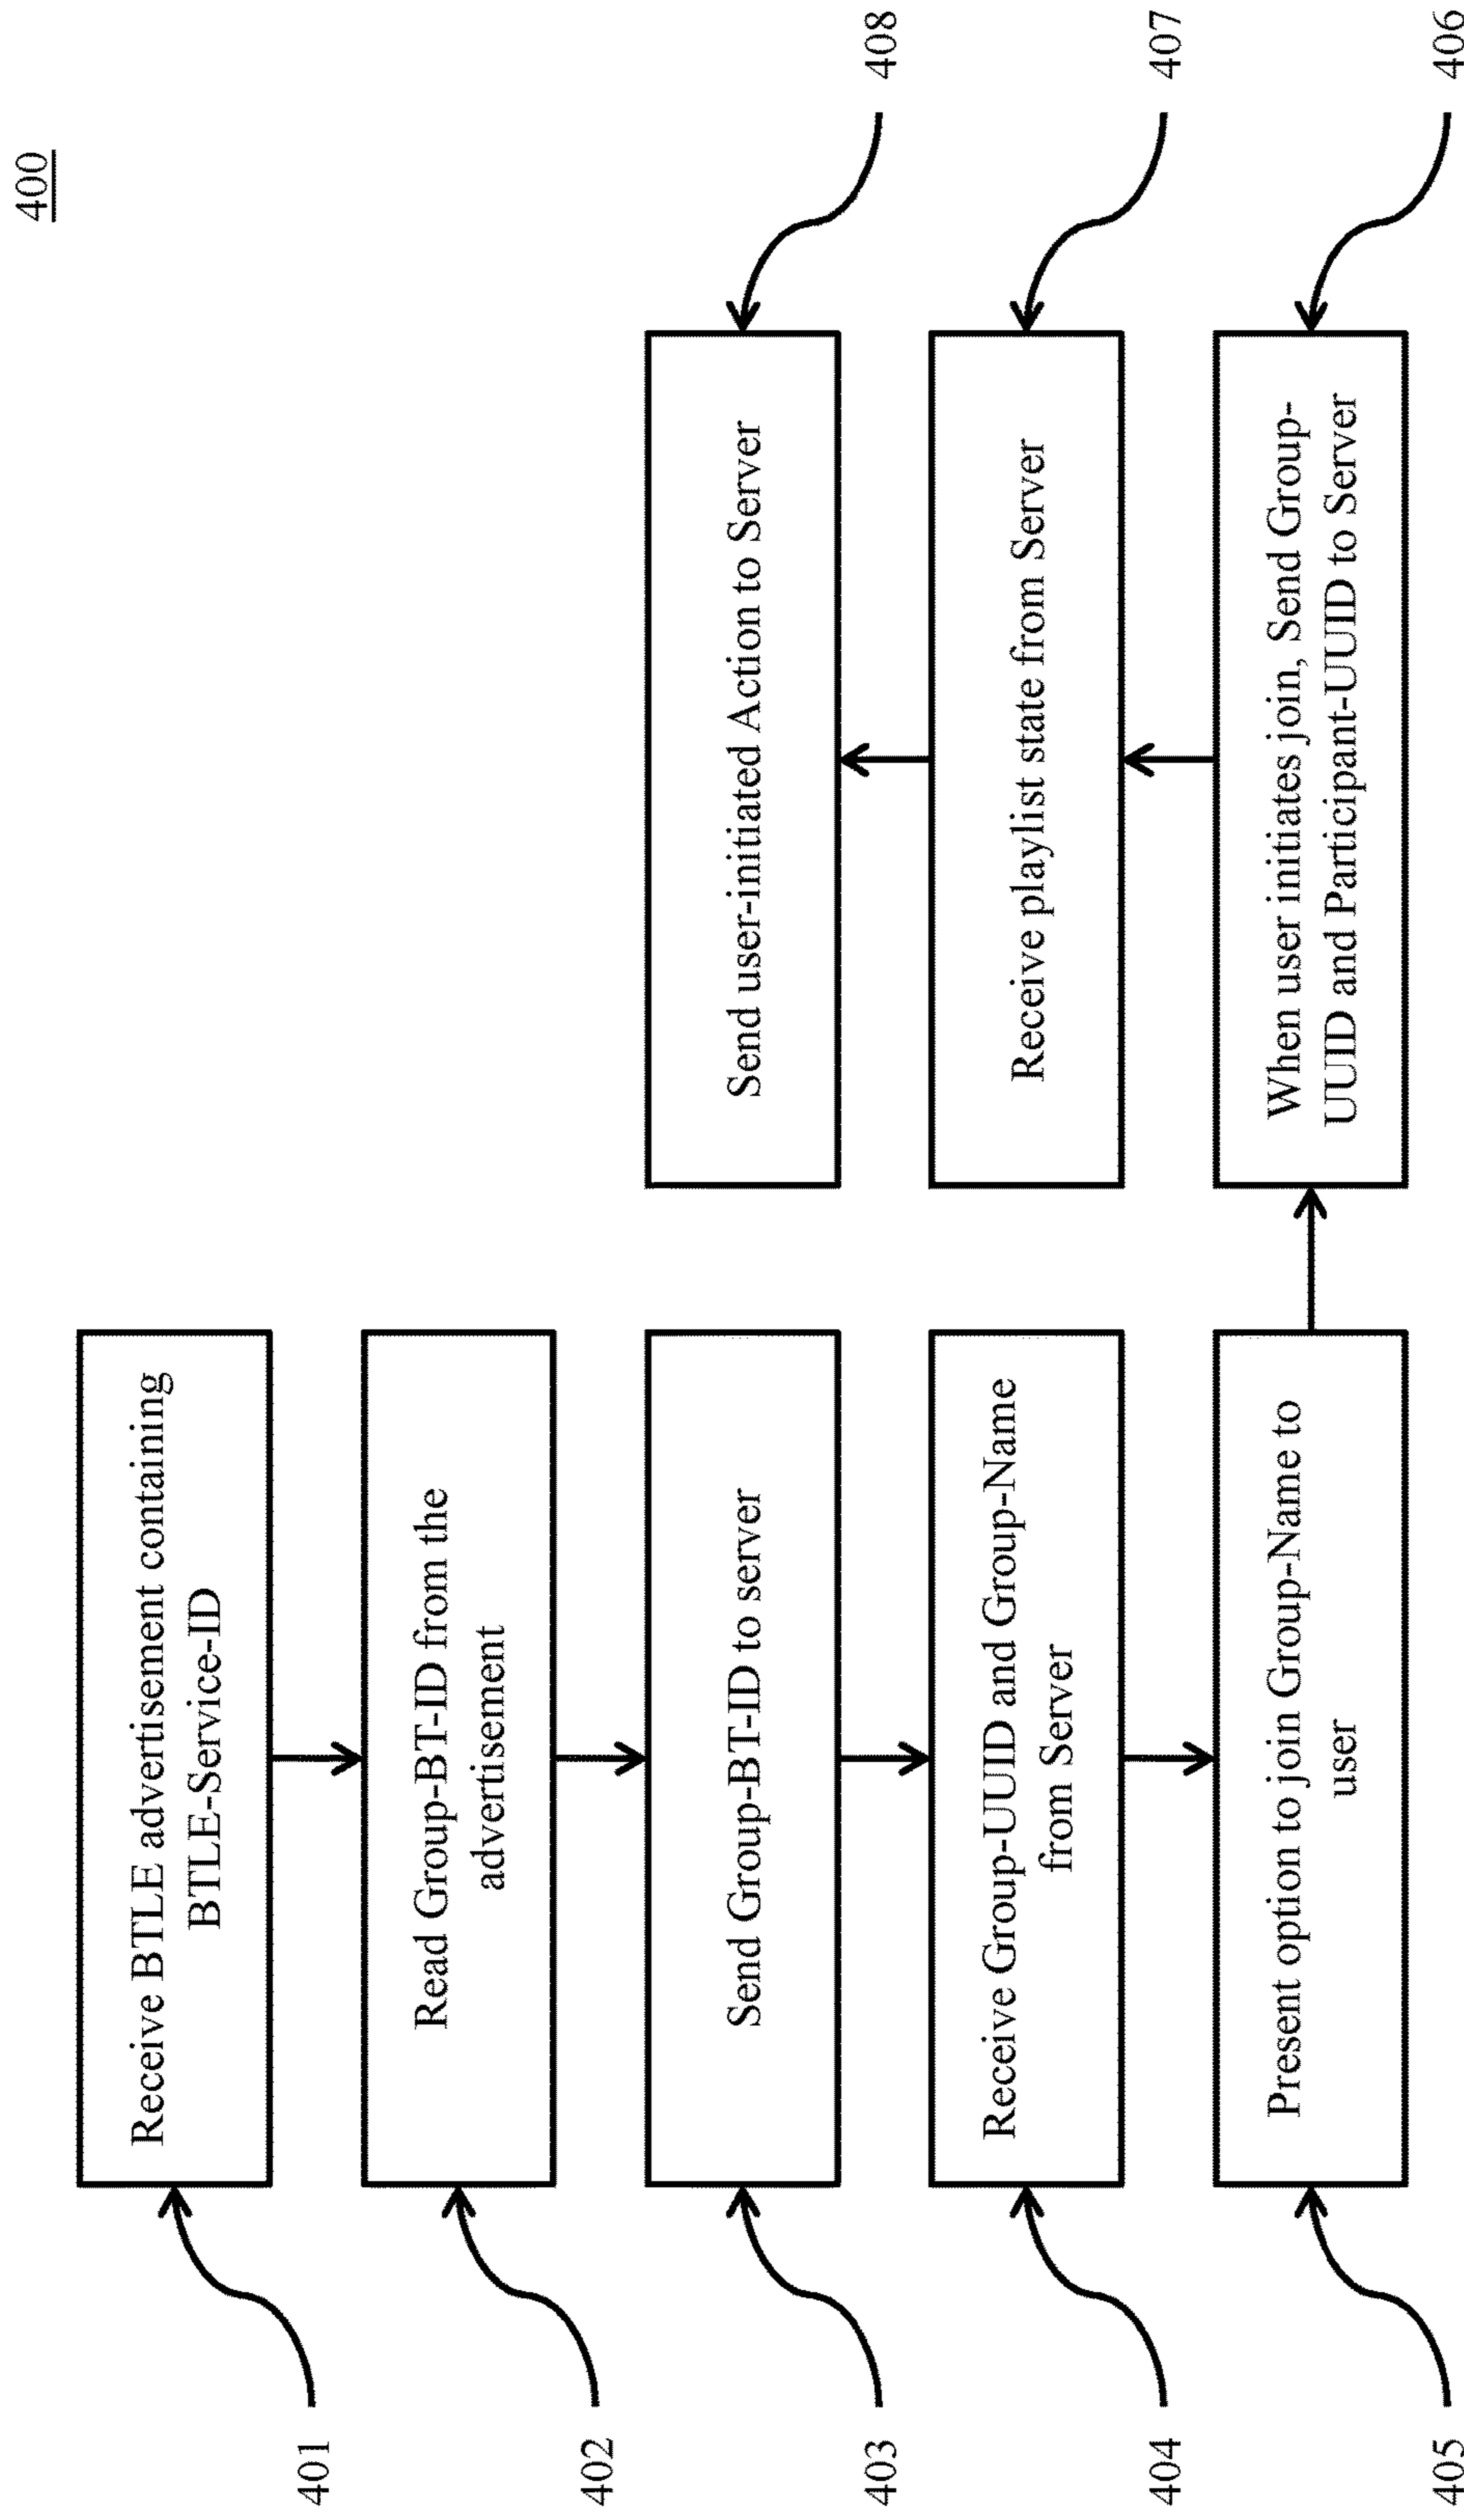 400
401
Receive BTLE advertisement containing
BTLE-Service-ID
402
Read Group-BT-ID from the
advertisement
403
Send Group-BT-ID to server
404
Receive Group-UUID and Group-Name
from Server
405
Present option to join Group-Name to
user
406
When user initiates join, Send Group-
UUID and Participant-UUID to Server
407
Receive playlist state from Server
408
Send user-initiated Action to Server